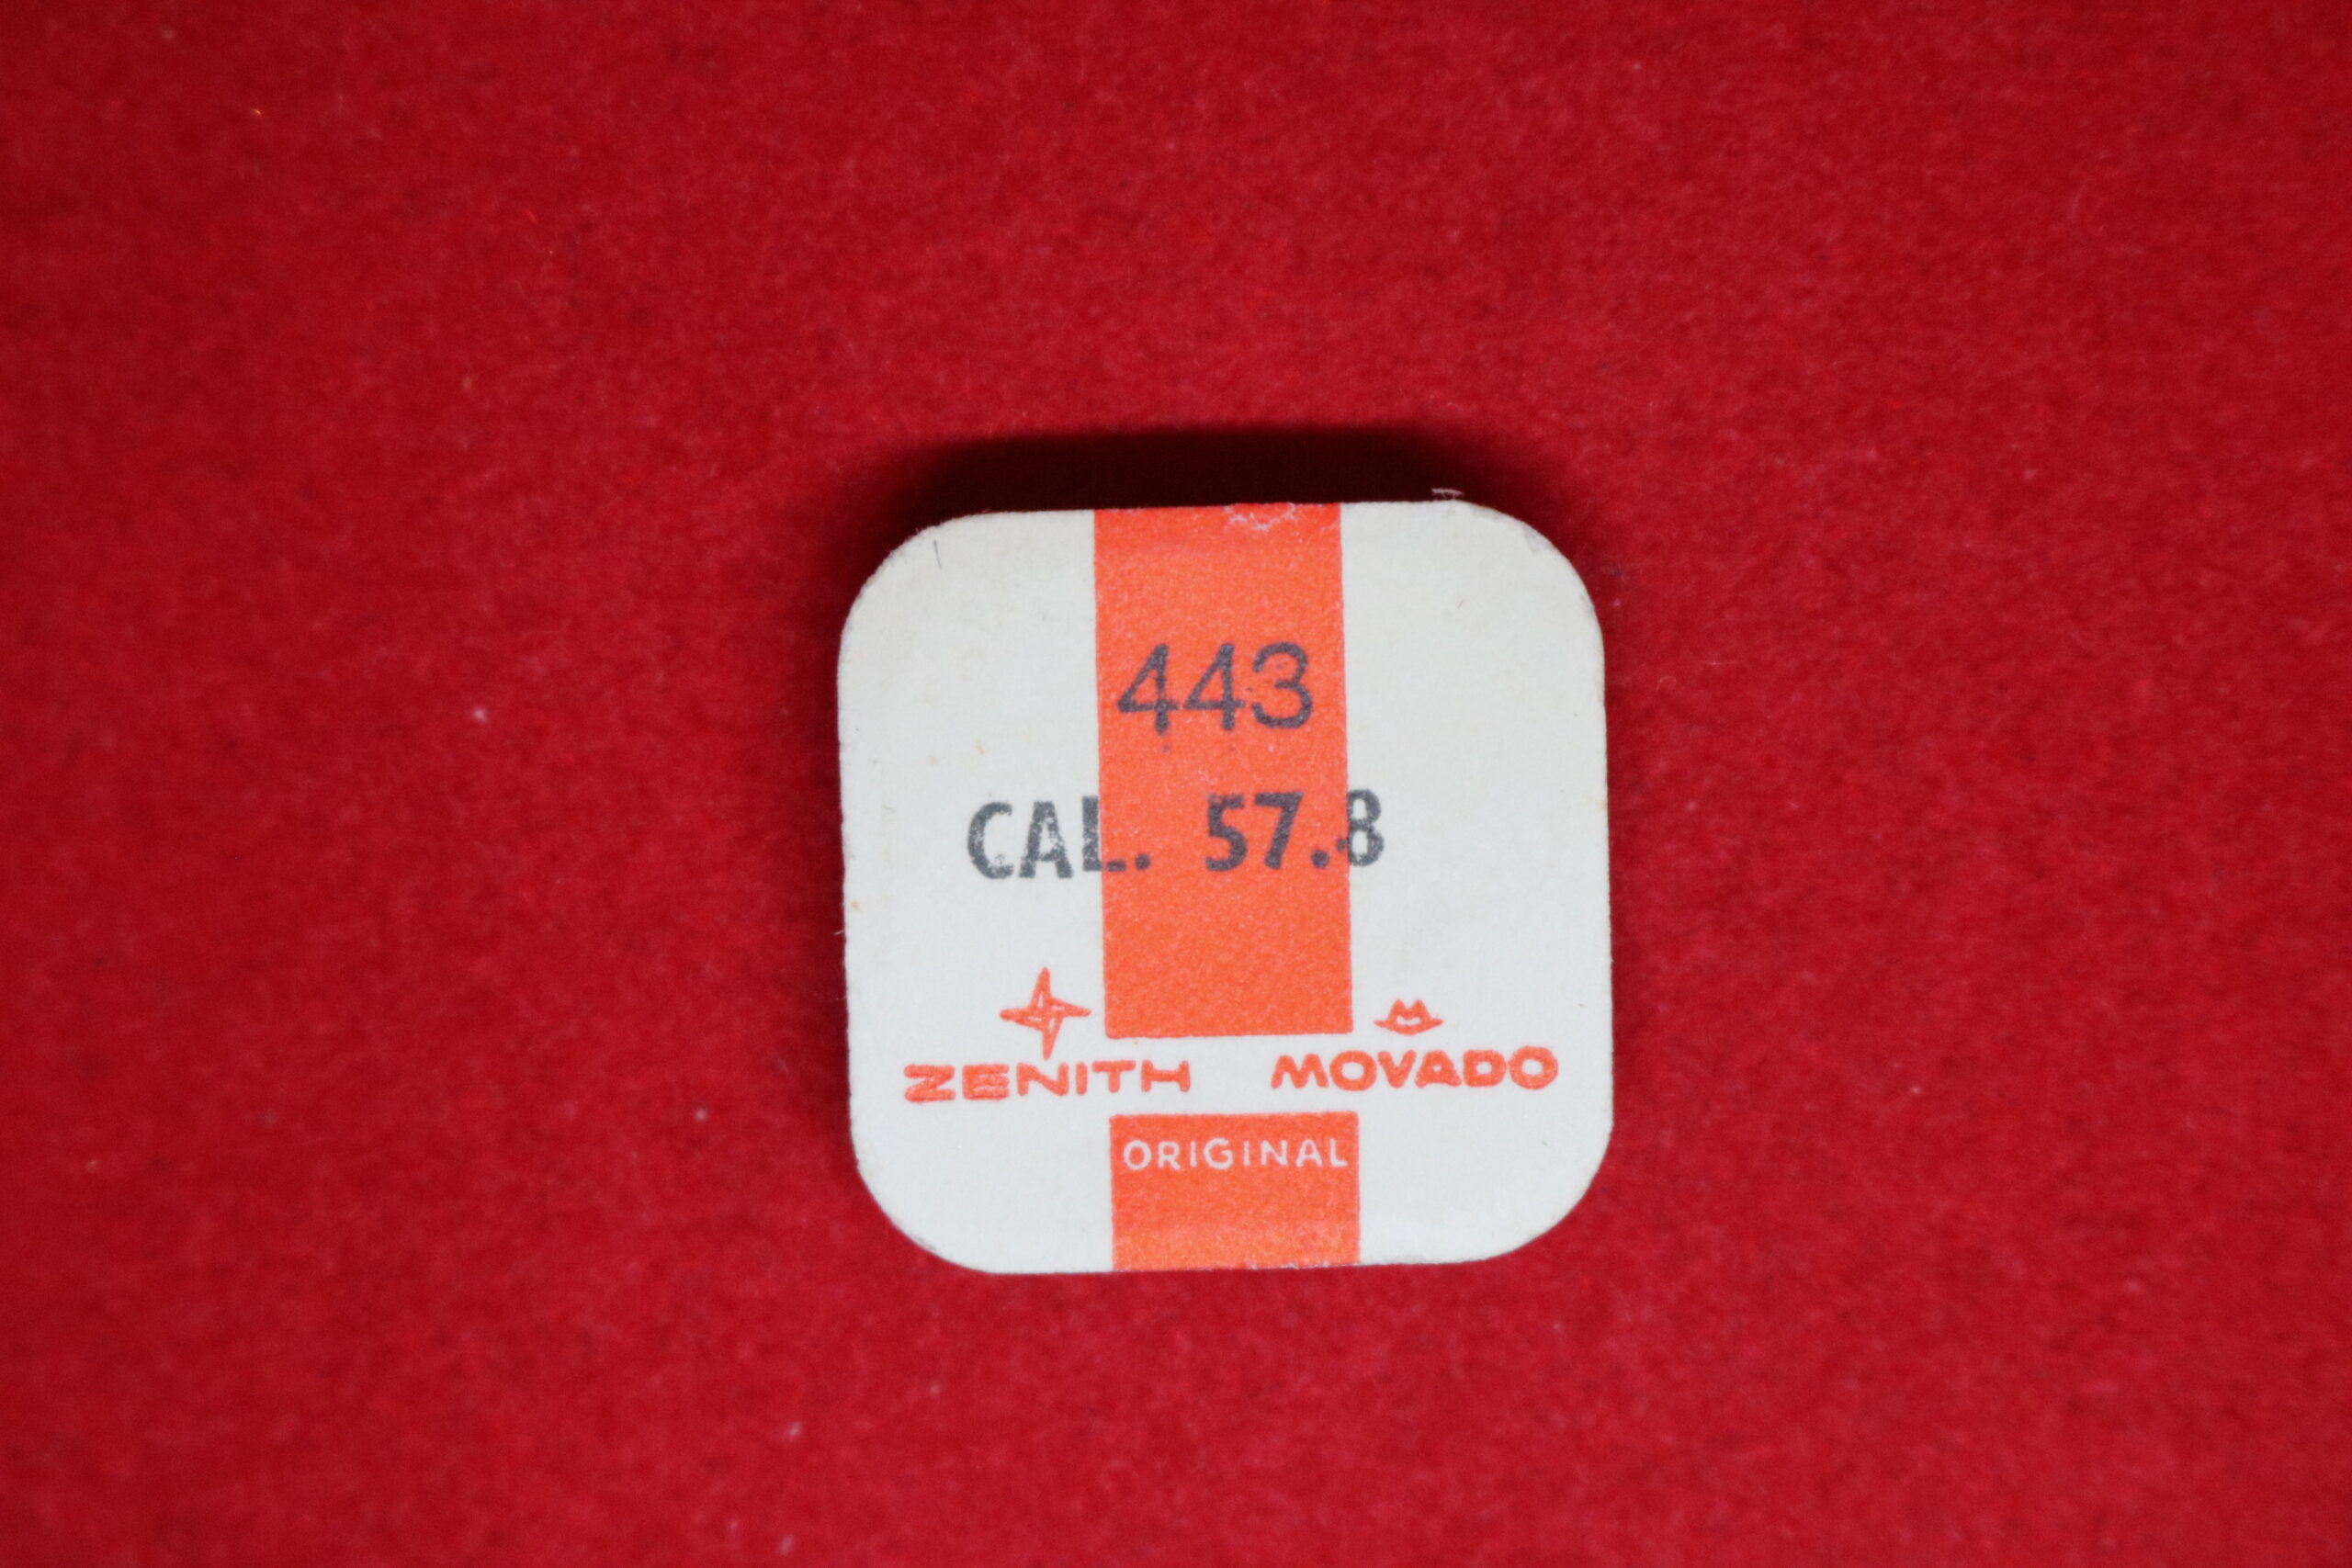 443
CAL. 57.8
ZENITH MOVADO
ORIGINAL